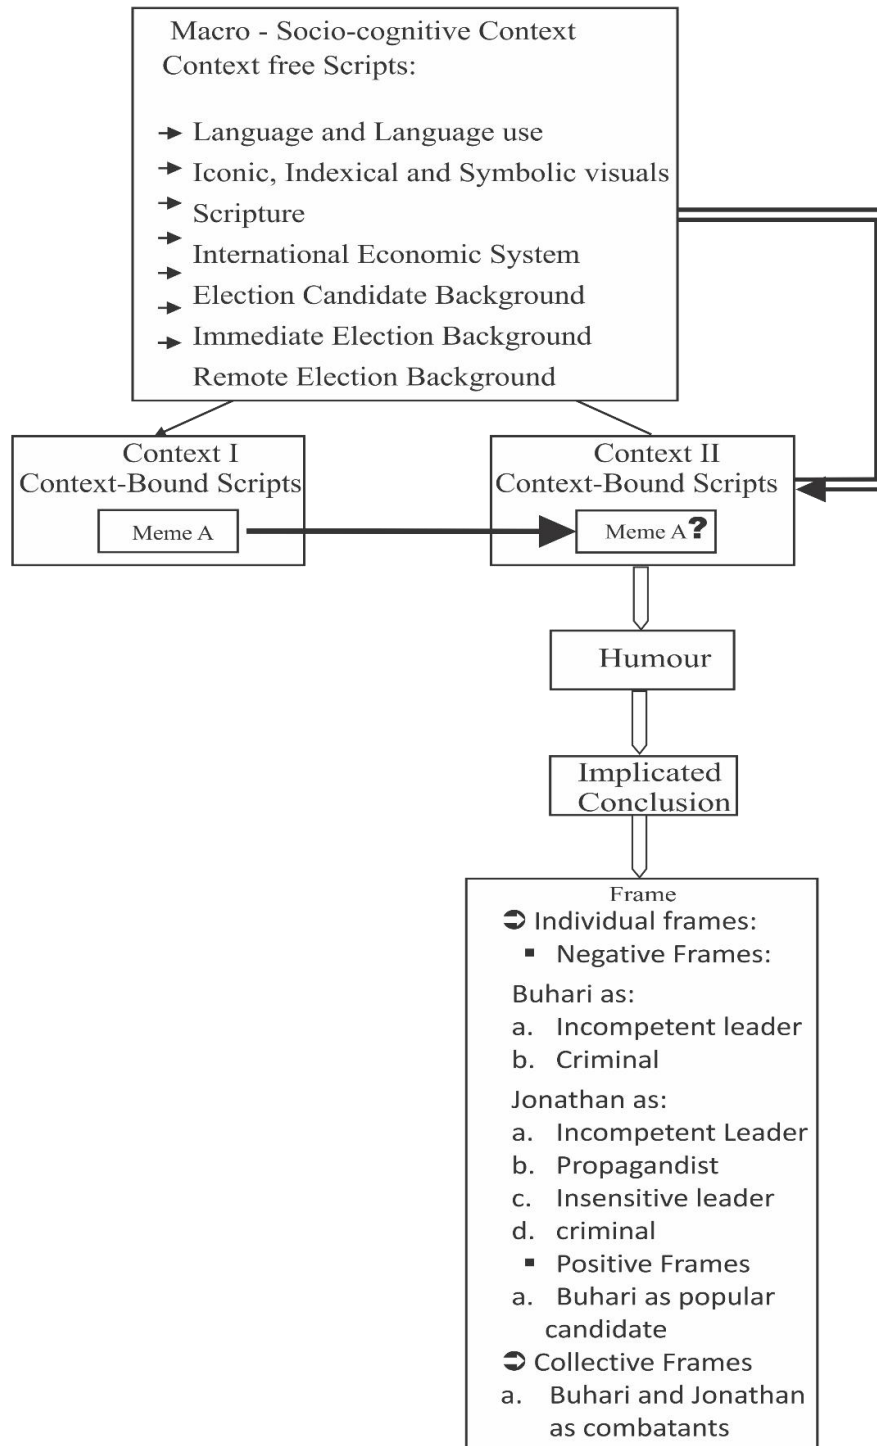 Macro - Socio-cognitive Context
Context free Scripts:
Language and Language use
Iconic, Indexical and Symbolic visuals
Scripture
International Economic System
Election Candidate Background
Immediate Election Background
Remote Election Background
Context I
Context-Bound Scripts
Meme A
Context II
Context-Bound Scripts
Meme A?
Humour
Implicated
Conclusion
Frame
Individual frames:
Negative Frames:
Buhari as:
a. Incompetent leader
b. Criminal
Jonathan as:
a. Incompetent Leader
b. Propagandist
c. Insensitive leader
d. criminal
Positive Frames
a. Buhari as popular
candidate
Collective Frames
a. Buhari and Jonathan
as combatants